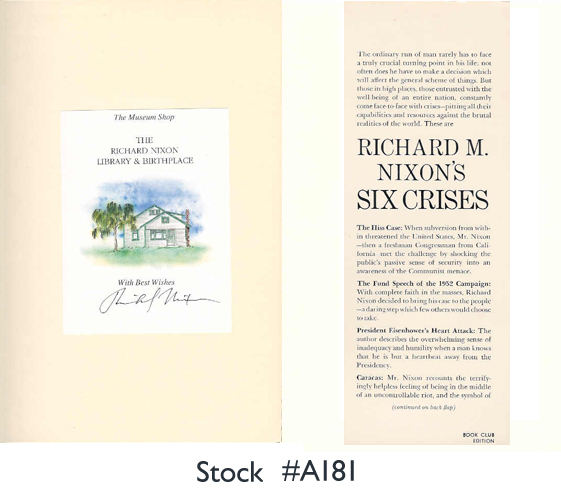 The Museum Shop
THE
RICHARD NIXON
LIBRARY & BIRTHPLACE
With Best Wishes
Richard Nixon
The ordinary run of man rarely has to face
a truly crucial turning point in his life; not
often does he have to make a decision which
will affect the general scheme of things. But
those in high places, those entrusted with the
well-being of an entire nation, constantly
come face to face with crises—pitting all their
capabilities and resources against the brutal
realities of the world. These are
RICHARD M.
NIXON'S
SIX CRISES
The Hiss Case: When subversion from with-
in threatened the United States, Mr. Nixon
—then a freshman Congressman from Cali-
fornia—met the challenge by shocking the
public's passive sense of security into an
awareness of the Communist menace.
The Fund Speech of the 1952 Campaign:
With complete faith in the masses, Richard
Nixon decided to bring his case to the people
—a daring step which few others would choose
to take.
President Eisenhower's Heart Attack: The
author describes the overwhelming sense of
inadequacy and humility when a man knows
that he is but a heartbeat away from the
Presidency.
Caracas: Mr. Nixon recounts the terrify-
ingly helpless feeling of being in the middle
of an uncontrollable riot, and the symbol of
(continued on back flap)
BOOK CLUB
EDITION
Stock #A181